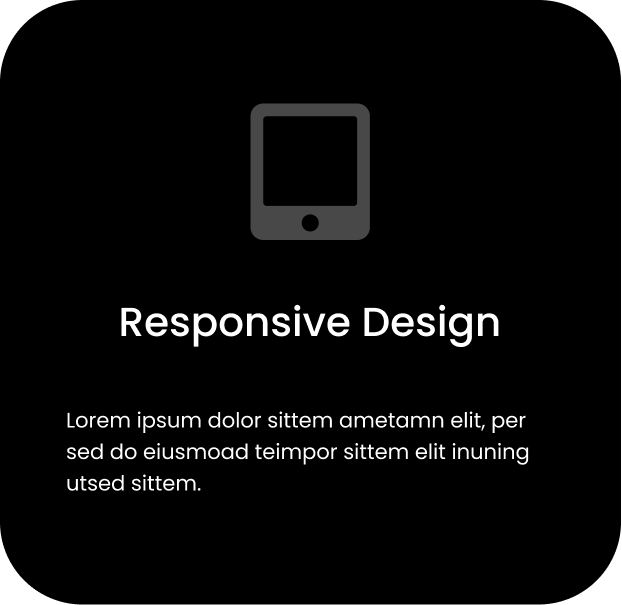 Responsive Design
Lorem ipsum dolor sittem ametamn elit, per
sed do eiusmoad teimpor sittem elit inuning
utsed sittem.